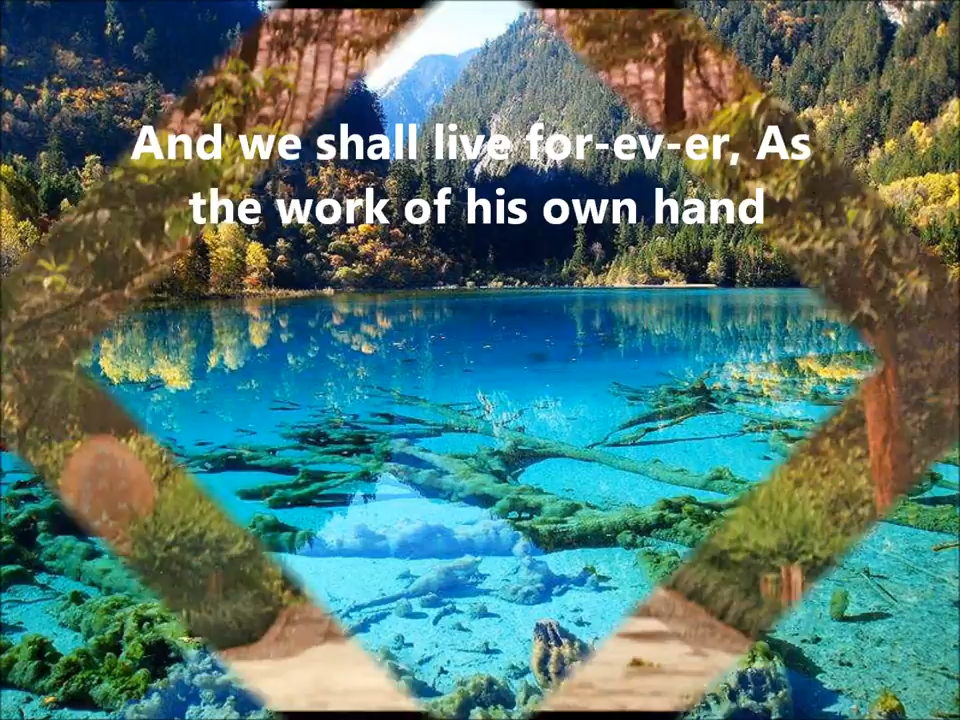 And we shall live for-ev-er, As
the work of his own hand